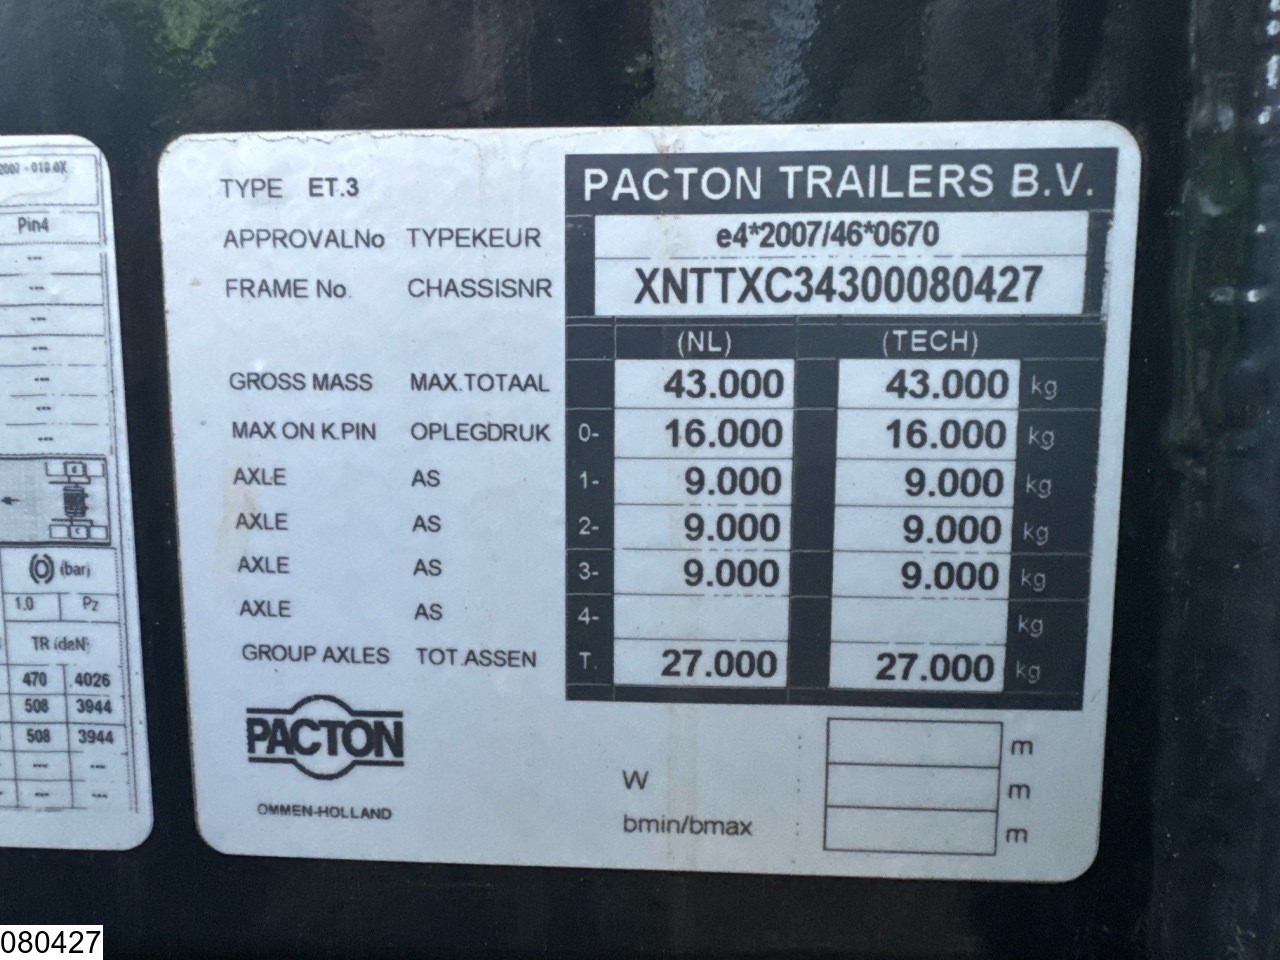 2007 - 010.0X
Pin4
---
---
---
---
---
---
---
(bar)
1.0 Pz
TR (daN)
470 4026
508 3944
508 3944
--- ---
--- ---
TYPE ET.3
PACTON TRAILERS B.V.
APPROVALNo TYPEKEUR e4*2007/46*0670
FRAME No. CHASSISNR XNTTXC34300080427
(NL) (TECH)
GROSS MASS MAX.TOTAAL 43.000 43.000 kg
MAX ON K.PIN OPLEGDRUK 0- 16.000 16.000 kg
AXLE AS 1- 9.000 9.000 kg
AXLE AS 2- 9.000 9.000 kg
AXLE AS 3- 9.000 9.000 kg
AXLE AS 4- kg
GROUP AXLES TOT.ASSEN T. 27.000 27.000 kg
PACTON
OMMEN-HOLLAND
: m
W m
bmin/bmax : m
080427